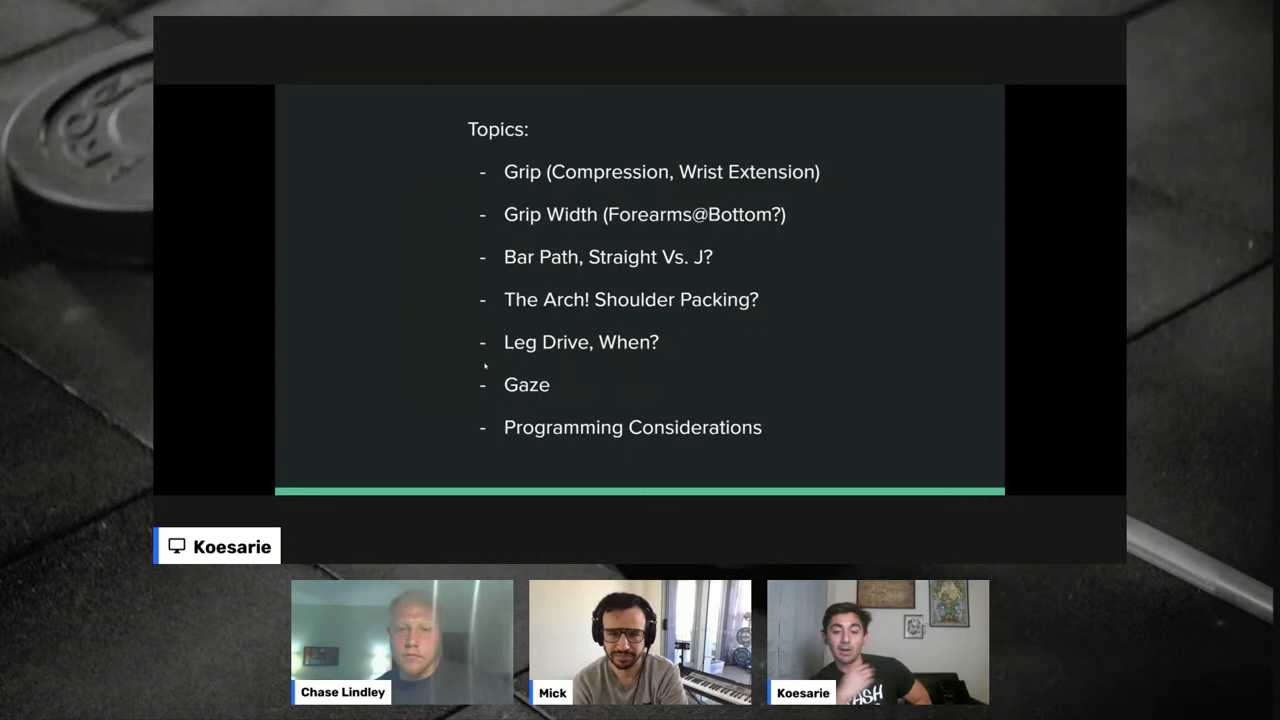 Topics:
- Grip (Compression, Wrist Extension)
- Grip Width (Forearms@Bottom?)
- Bar Path, Straight Vs. J?
- The Arch! Shoulder Packing?
- Leg Drive, When?
- Gaze
- Programming Considerations
Koesarie
Chase Lindley
Mick
Koesarie